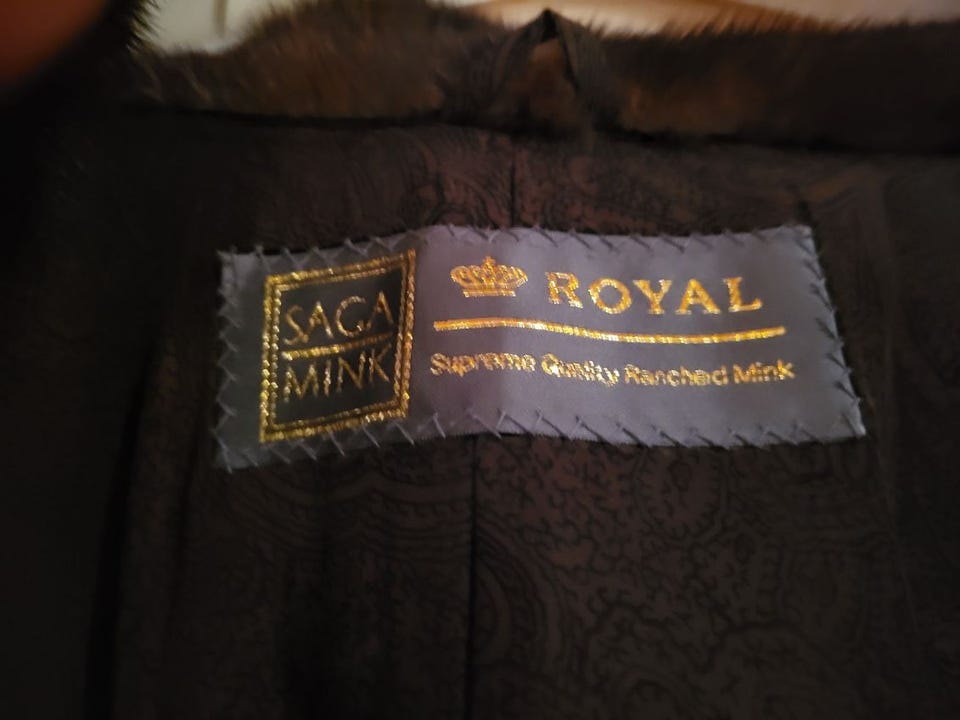 SAGA
MINK
ROYAL
Supreme Quality Ranched Mink